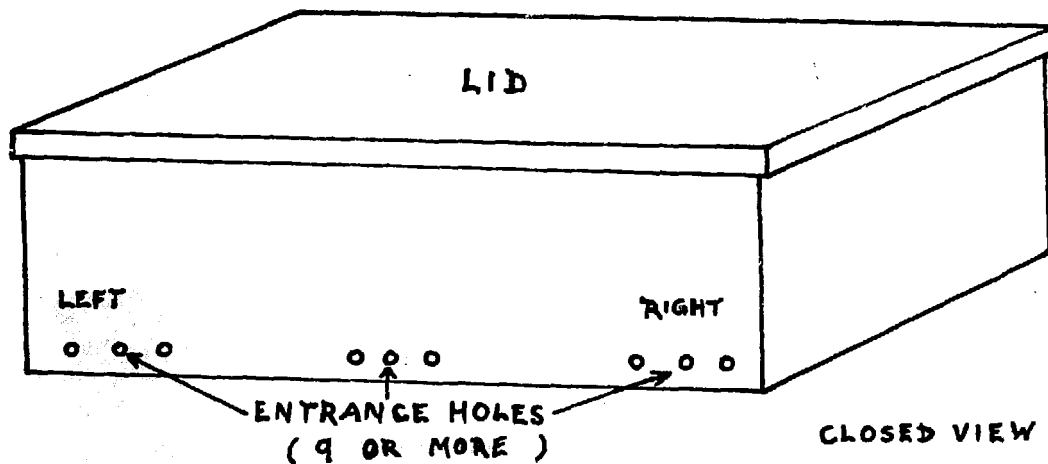 LID
LEFT
RIGHT
ENTRANCE HOLES
( 9 OR MORE )
CLOSED VIEW